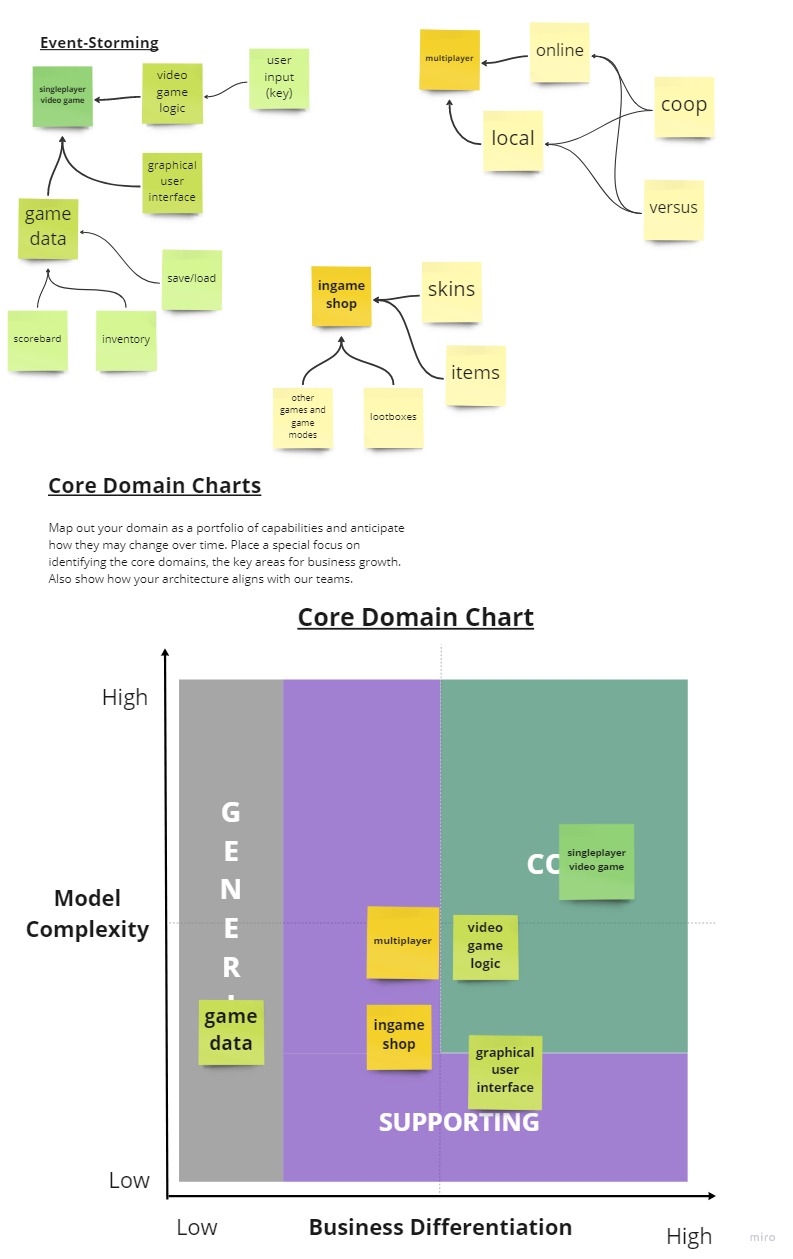 Event-Storming
singleplayer
video game
video
game
logic
user
input
(key)
graphical
user
interface
game
data
save/load
scorebard
inventory
multiplayer
online
coop
local
versus
ingame
shop
skins
items
other
games and
game
modes
lootboxes
Core Domain Charts
Map out your domain as a portfolio of capabilities and anticipate
how they may change over time. Place a special focus on
identifying the core domains, the key areas for business growth.
Also show how your architecture aligns with our teams.
Core Domain Chart
High
Model
Complexity
Low
G
E
N
E
R
game
data
multiplayer
ingame
shop
video
game
logic
CO
singleplayer
video game
graphical
user
interface
SUPPORTING
Low
Business Differentiation
High
miro